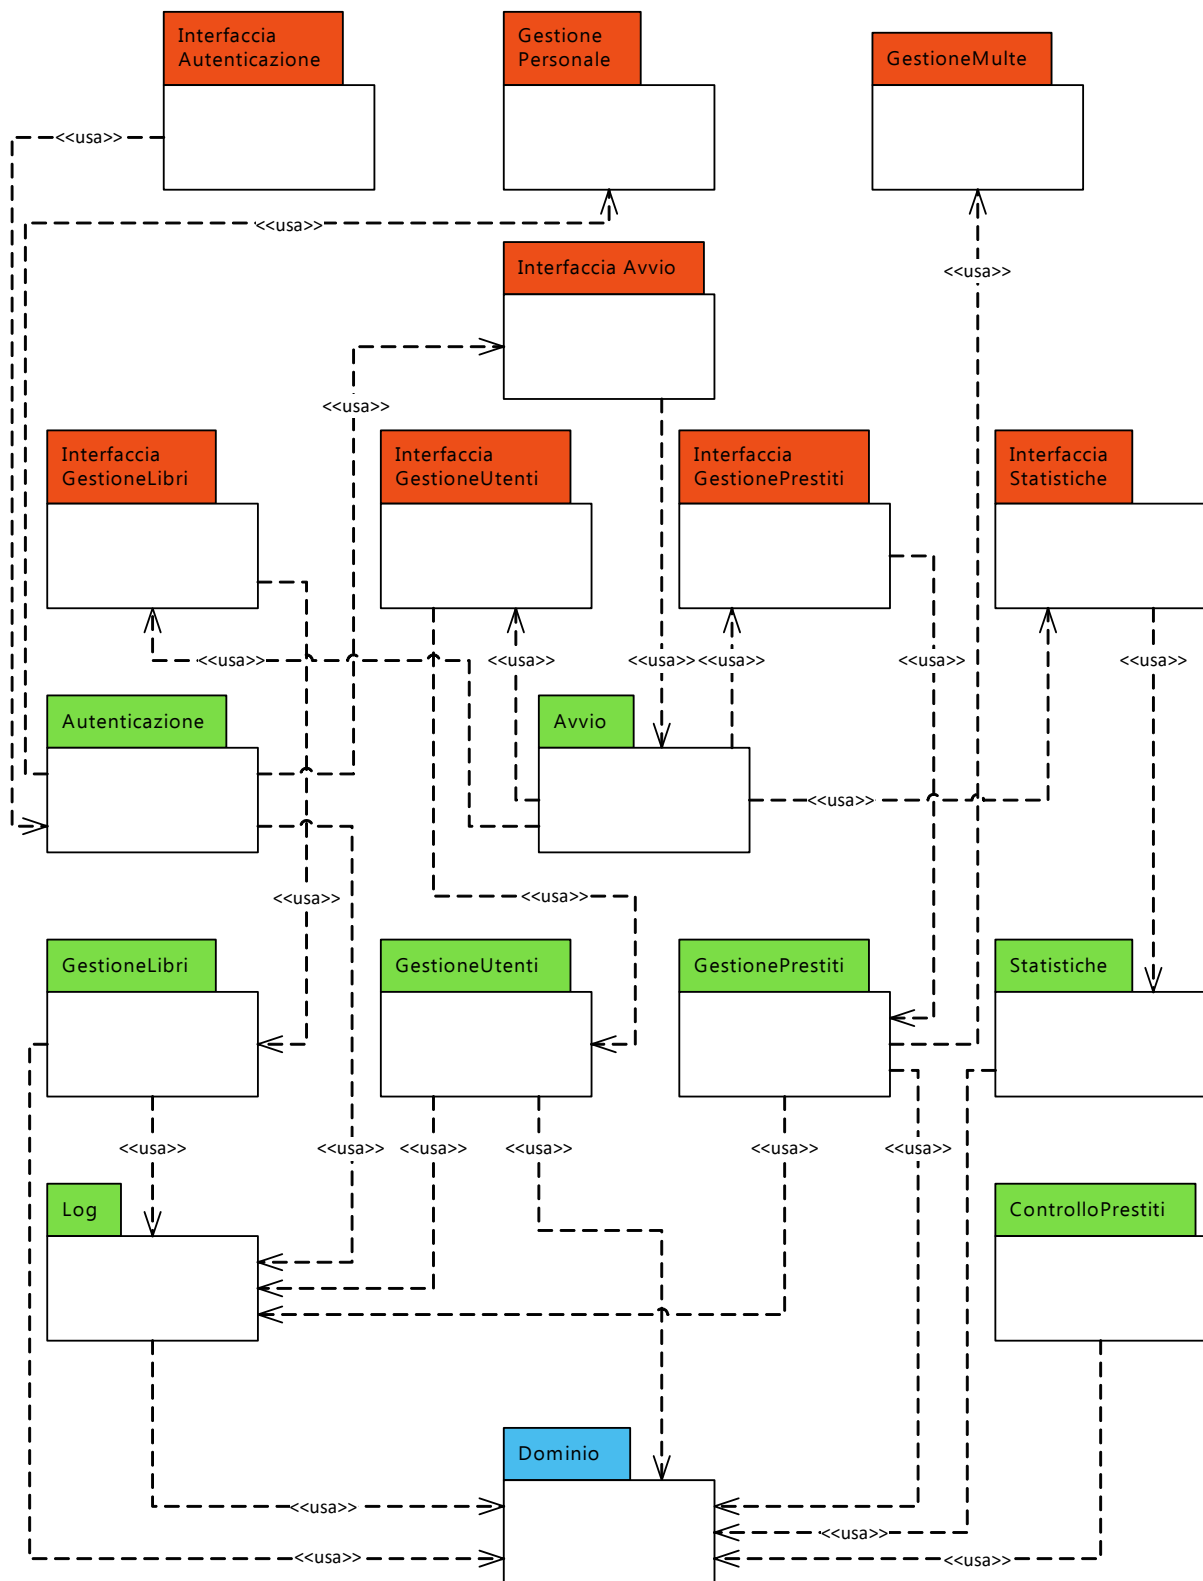 Interfaccia
Autenticazione
Gestione
Personale
GestioneMulte
<<usa>>
<<usa>>
Interfaccia Avvio
<<usa>>
<<usa>>
Interfaccia
GestioneLibri
Interfaccia
GestioneUtenti
Interfaccia
GestionePrestiti
Interfaccia
Statistiche
<<usa>>
<<usa>>
<<usa>>
<<usa>>
<<usa>>
<<usa>>
Autenticazione
Avvio
<<usa>>
<<usa>>
<<usa>>
GestioneLibri
GestioneUtenti
GestionePrestiti
Statistiche
<<usa>>
<<usa>>
<<usa>>
<<usa>>
<<usa>>
<<usa>>
Log
ControlloPrestiti
Dominio
<<usa>>
<<usa>>
<<usa>>
<<usa>>